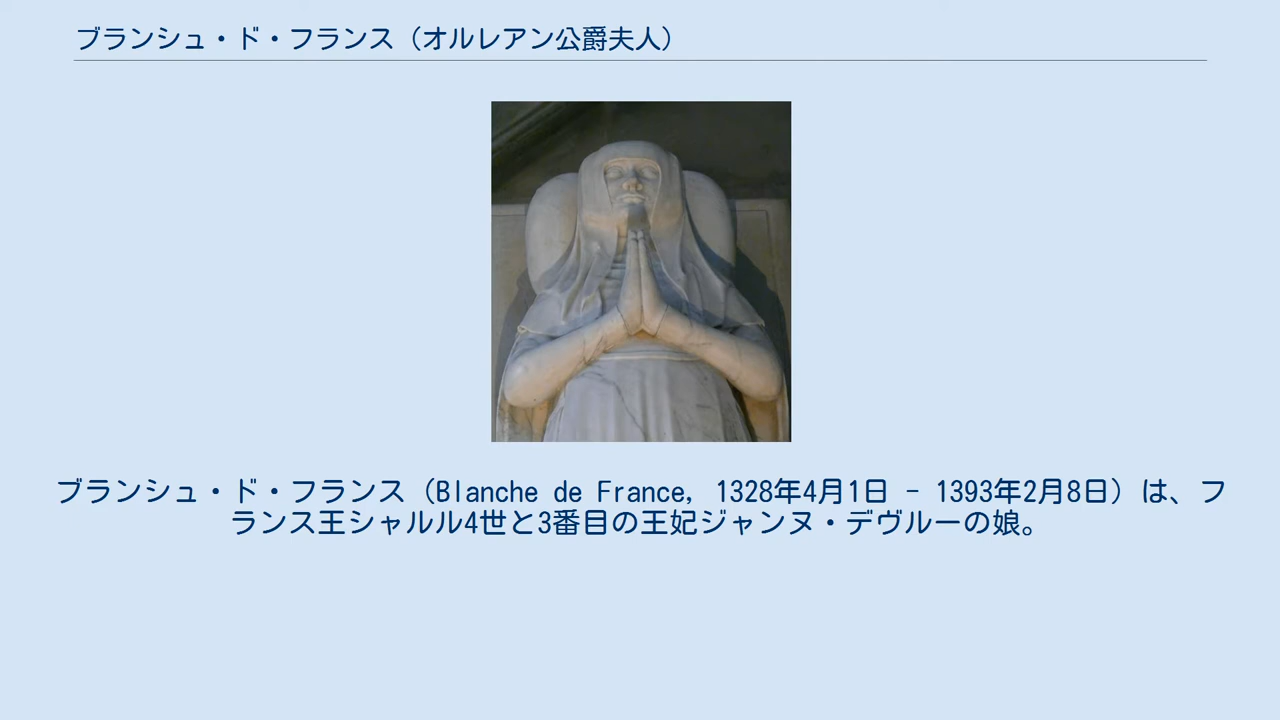 ブランシュ・ド・フランス（オルレアン公爵夫人）
ブランシュ・ド・フランス（Blanche de France, 1328年4月1日 - 1393年2月8日）は、フ
ランス王シャルル4世と3番目の王妃ジャンヌ・デヴルーの娘。